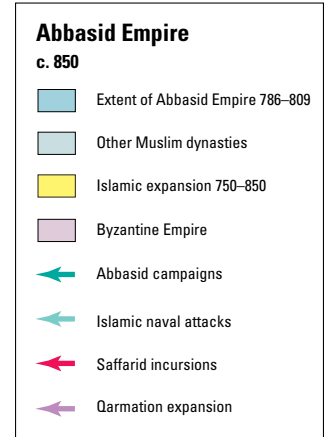 Abbasid Empire
c. 850
Extent of Abbasid Empire 786–809
Other Muslim dynasties
Islamic expansion 750–850
Byzantine Empire
Abbasid campaigns
Islamic naval attacks
Saffarid incursions
Qarmation expansion